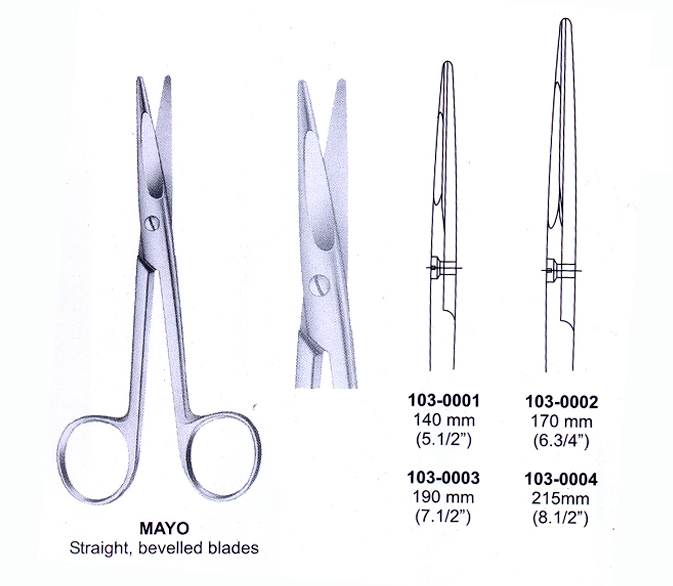 103-0001
140 mm
(5.1/2”)
103-0002
170 mm
(6.3/4”)
103-0003
190 mm
(7.1/2”)
103-0004
215mm
(8.1/2”)
MAYO
Straight, bevelled blades